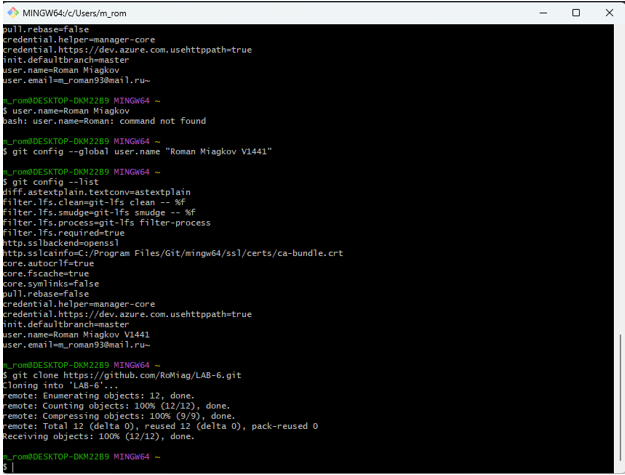 MINGW64:/c/Users/m_rom
pull.rebase=false
credential.helper=manager-core
credential.https://dev.azure.com.usehttppath=true
init.defaultbranch=master
user.name=Roman Miagkov
user.email=m_roman93@mail.ru~
m_rom@DESKTOP-DKM22B9 MINGW64 ~
$ user.name=Roman Miagkov
bash: user.name=Roman: command not found
m_rom@DESKTOP-DKM22B9 MINGW64 ~
$ git config --global user.name "Roman Miagkov V1441"
m_rom@DESKTOP-DKM22B9 MINGW64 ~
$ git config --list
diff.astextplain.textconv=astextplain
filter.lfs.clean=git-lfs clean -- %f
filter.lfs.smudge=git-lfs smudge -- %f
filter.lfs.process=git-lfs filter-process
filter.lfs.required=true
http.sslbackend=openssl
http.sslcainfo=C:/Program Files/Git/mingw64/ssl/certs/ca-bundle.crt
core.autocrlf=true
core.fscache=true
core.symlinks=false
pull.rebase=false
credential.helper=manager-core
credential.https://dev.azure.com.usehttppath=true
init.defaultbranch=master
user.name=Roman Miagkov V1441
user.email=m_roman93@mail.ru~
m_rom@DESKTOP-DKM22B9 MINGW64 ~
$ git clone https://github.com/RoMiag/LAB-6.git
Cloning into 'LAB-6'...
remote: Enumerating objects: 12, done.
remote: Counting objects: 100% (12/12), done.
remote: Compressing objects: 100% (9/9), done.
remote: Total 12 (delta 0), reused 12 (delta 0), pack-reused 0
Receiving objects: 100% (12/12), done.
m_rom@DESKTOP-DKM22B9 MINGW64 ~
$